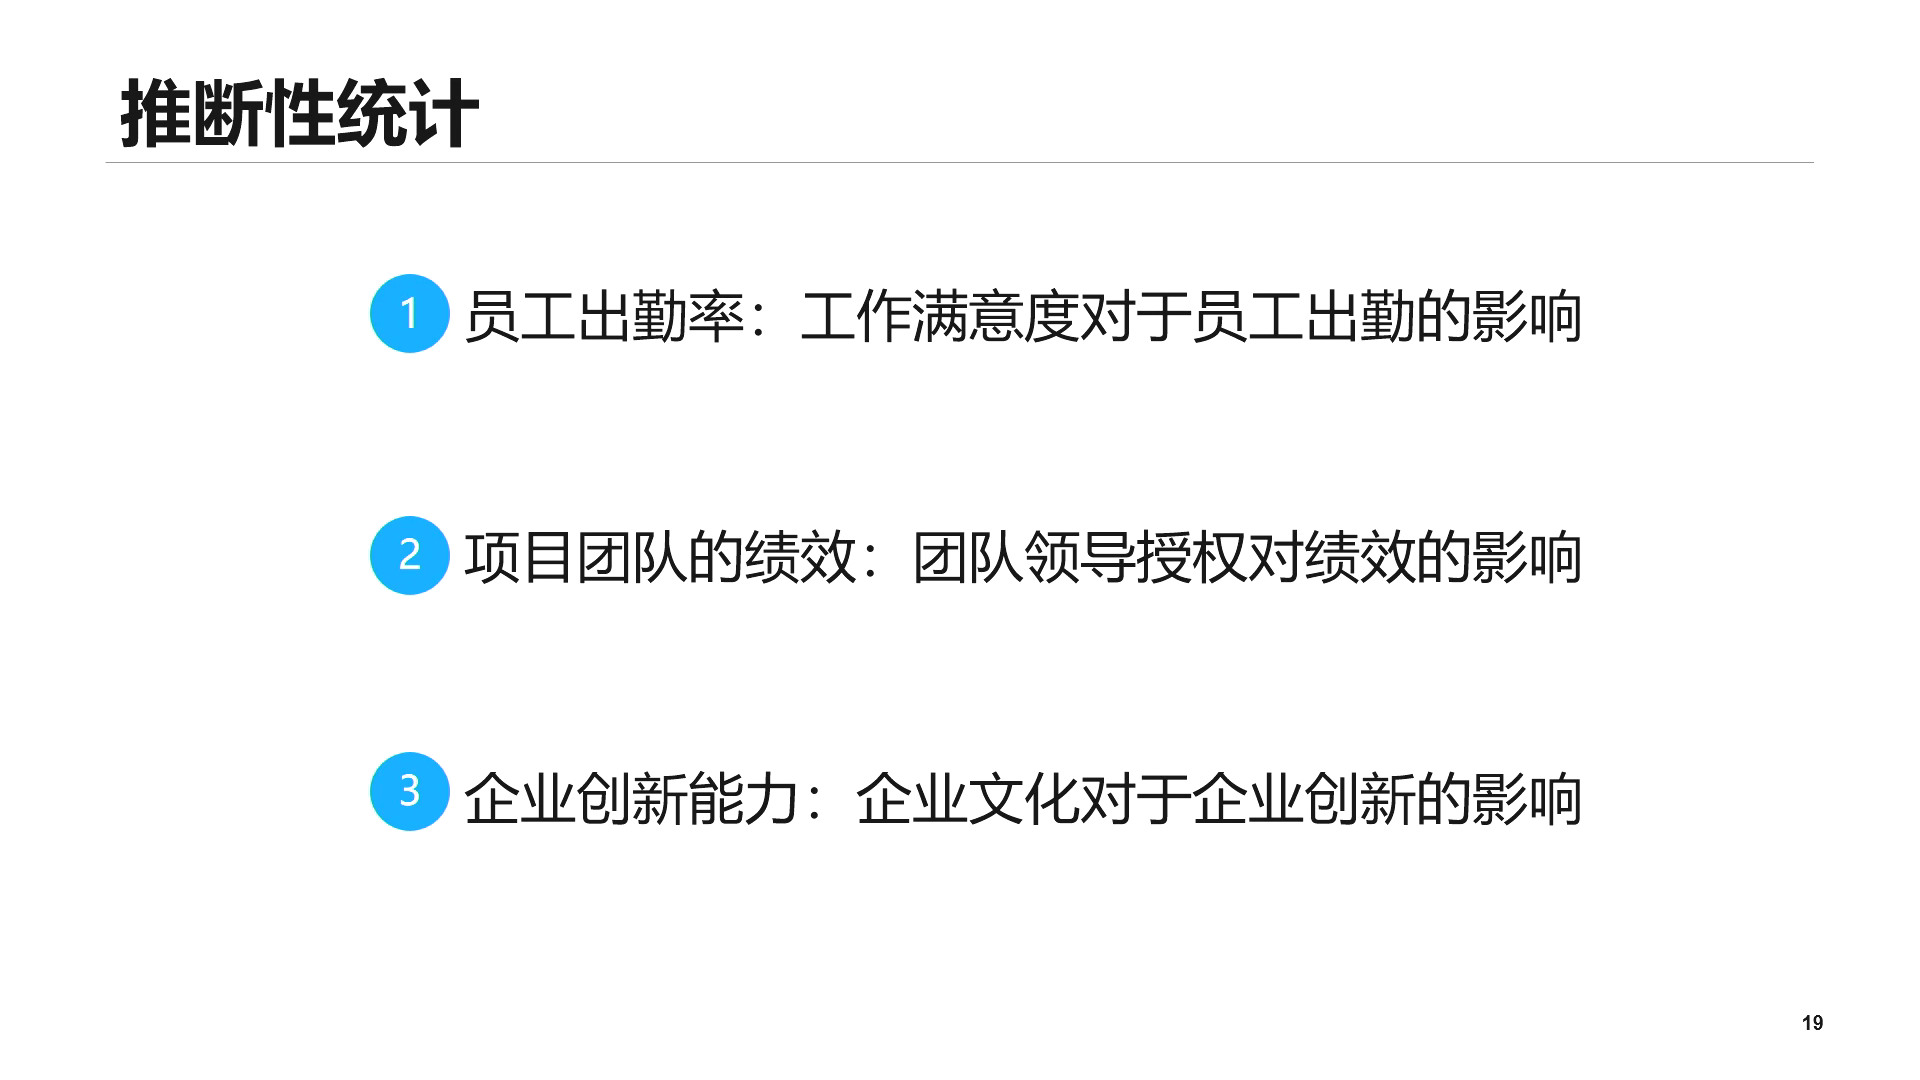 推断性统计
1 员工出勤率：工作满意度对于员工出勤的影响
2 项目团队的绩效：团队领导授权对绩效的影响
3 企业创新能力：企业文化对于企业创新的影响
19